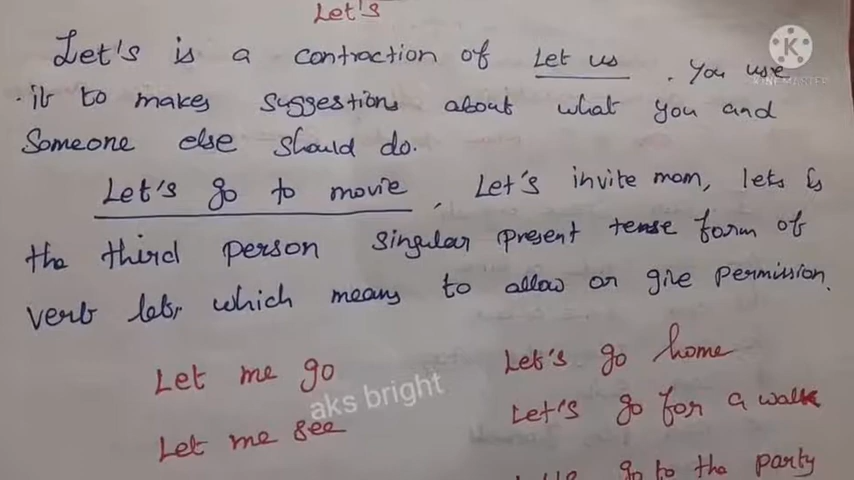 Let's
Let's is a contraction of Let us. You use
it to makes suggestions about what you and
Someone else should do.
Let's go to movie, Let's invite mom, lets is
the third person singular present tense form of
verb let, which means to allow or give permission.
Let me go
Let's go home
Let me see
Let's go for a walk
go to the party
aks bright
KINEMASTER